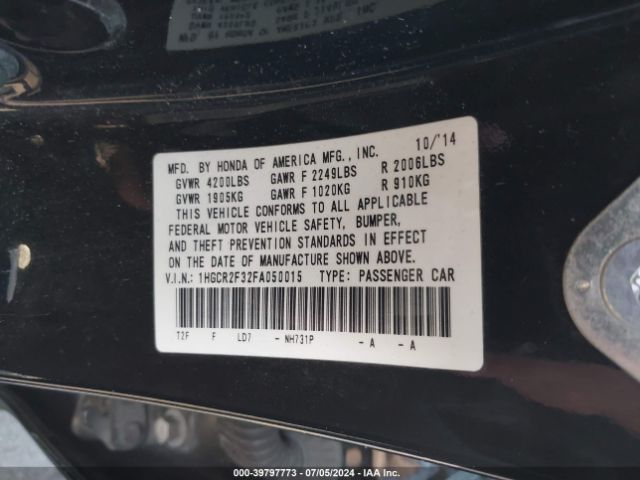 MFD. BY HONDA OF AMERICA MFG., INC. 10/'14
GVWR 4200LBS GAWR F 2249LBS R 2006LBS
GVWR 1905KG GAWR F 1020KG R 910KG
THIS VEHICLE CONFORMS TO ALL APPLICABLE
FEDERAL MOTOR VEHICLE SAFETY, BUMPER,
AND THEFT PREVENTION STANDARDS IN EFFECT
ON THE DATE OF MANUFACTURE SHOWN ABOVE.
V.I.N.: 1HGCR2F32FA050015 TYPE: PASSENGER CAR
T2F F LD7 - NH731P - A - A
000-39797773 / 07/05/2024 / IAA Inc.